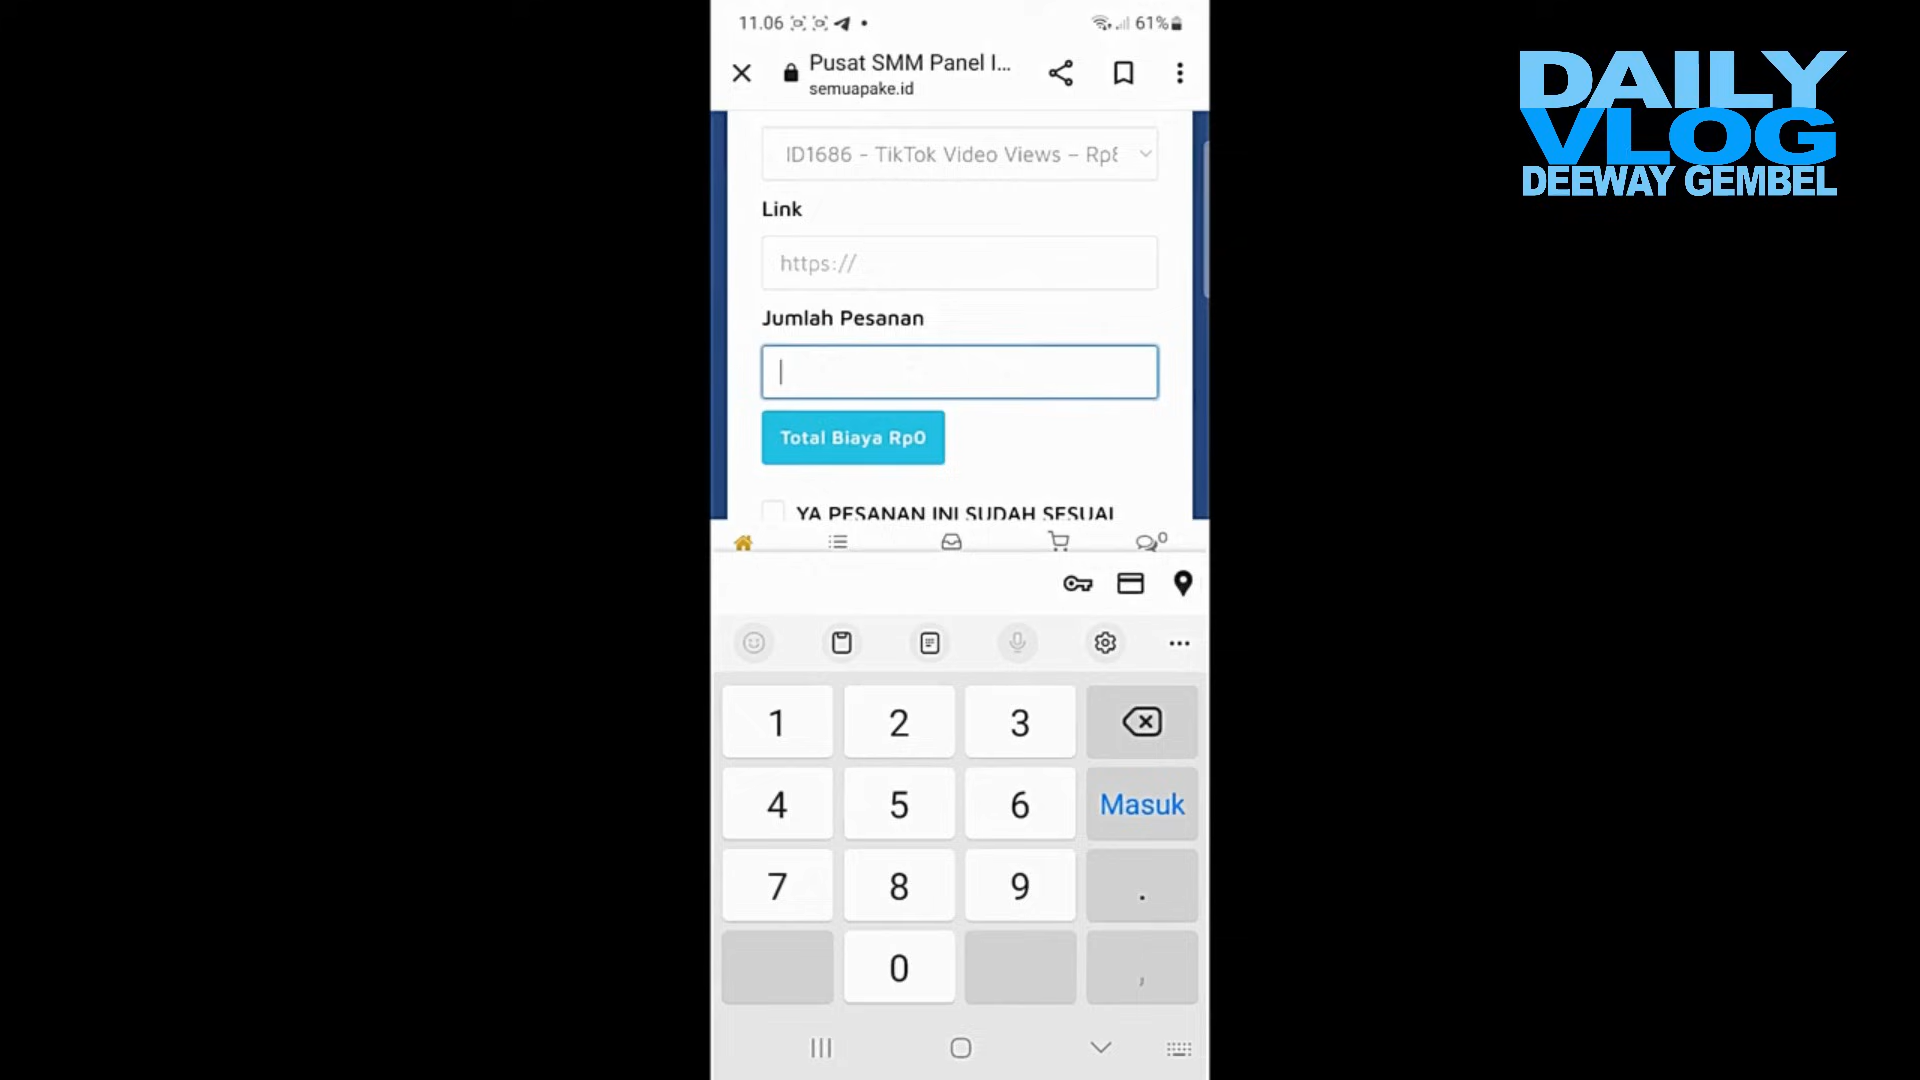 11.06
61%
Pusat SMM Panel I...
semuapake.id
DAILY
VLOG
DEEWAY GEMBEL
ID1686 - TikTok Video Views – Rp8
Link
https://
Jumlah Pesanan
Total Biaya Rp0
YA PESANAN INI SUDAH SESUAI
0
1 2 3
4 5 6 Masuk
7 8 9 .
0 ,